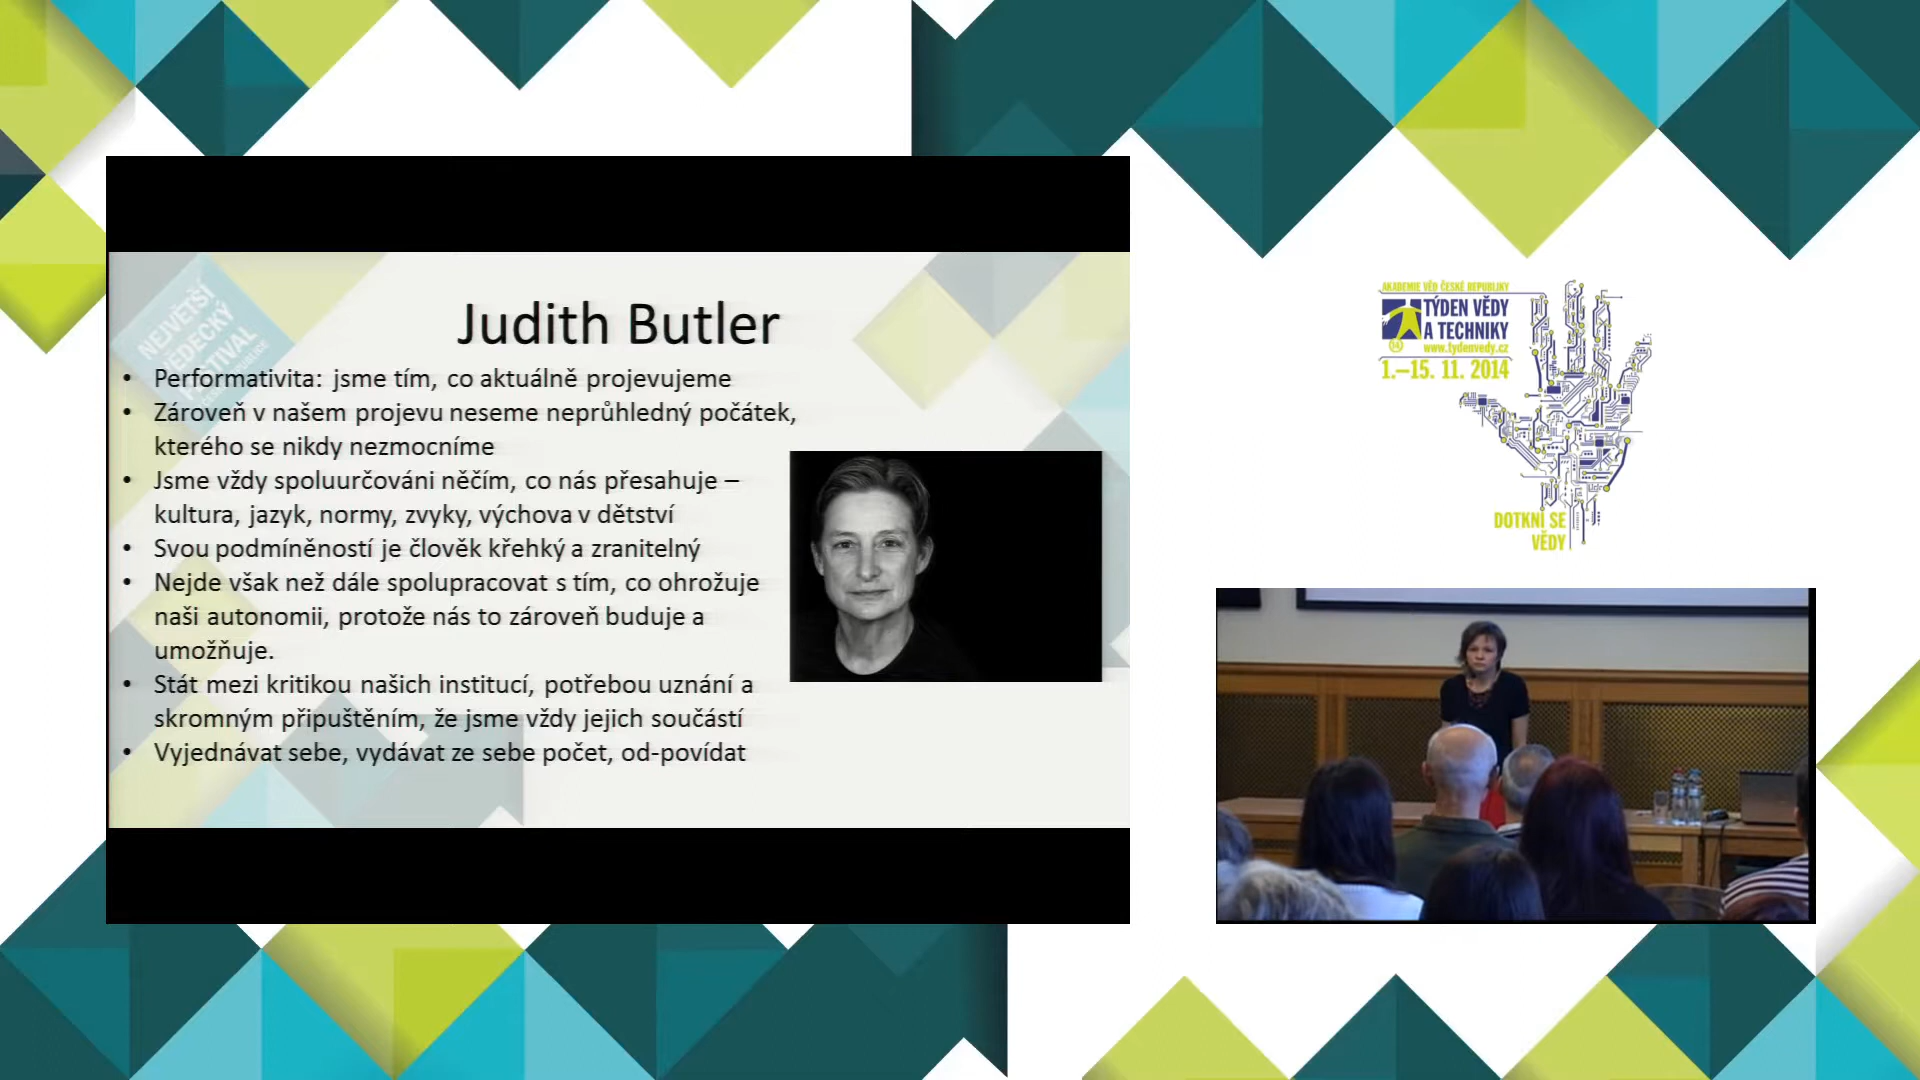 Judith Butler
• Performativita: jsme tím, co aktuálně projevujeme
• Zároveň v našem projevu neseme neprůhledný počátek,
kterého se nikdy nezmocníme
• Jsme vždy spoluurčováni něčím, co nás přesahuje –
kultura, jazyk, normy, zvyky, výchova v dětství
• Svou podmíněností je člověk křehký a zranitelný
• Nejde však než dále spolupracovat s tím, co ohrožuje
naši autonomii, protože nás to zároveň buduje a
umožňuje.
• Stát mezi kritikou našich institucí, potřebou uznání a
skromným připuštěním, že jsme vždy jejich součástí
• Vyjednávat sebe, vydávat ze sebe počet, od-povídat
NEJVĚTŠÍ
VĚDECKÝ
FESTIVAL
AKADEMIE VĚD ČESKÉ REPUBLIKY
TÝDEN VĚDY
A TECHNIKY
www.tydenvedy.cz
1.–15. 11. 2014
DOTKNI SE
VĚDY